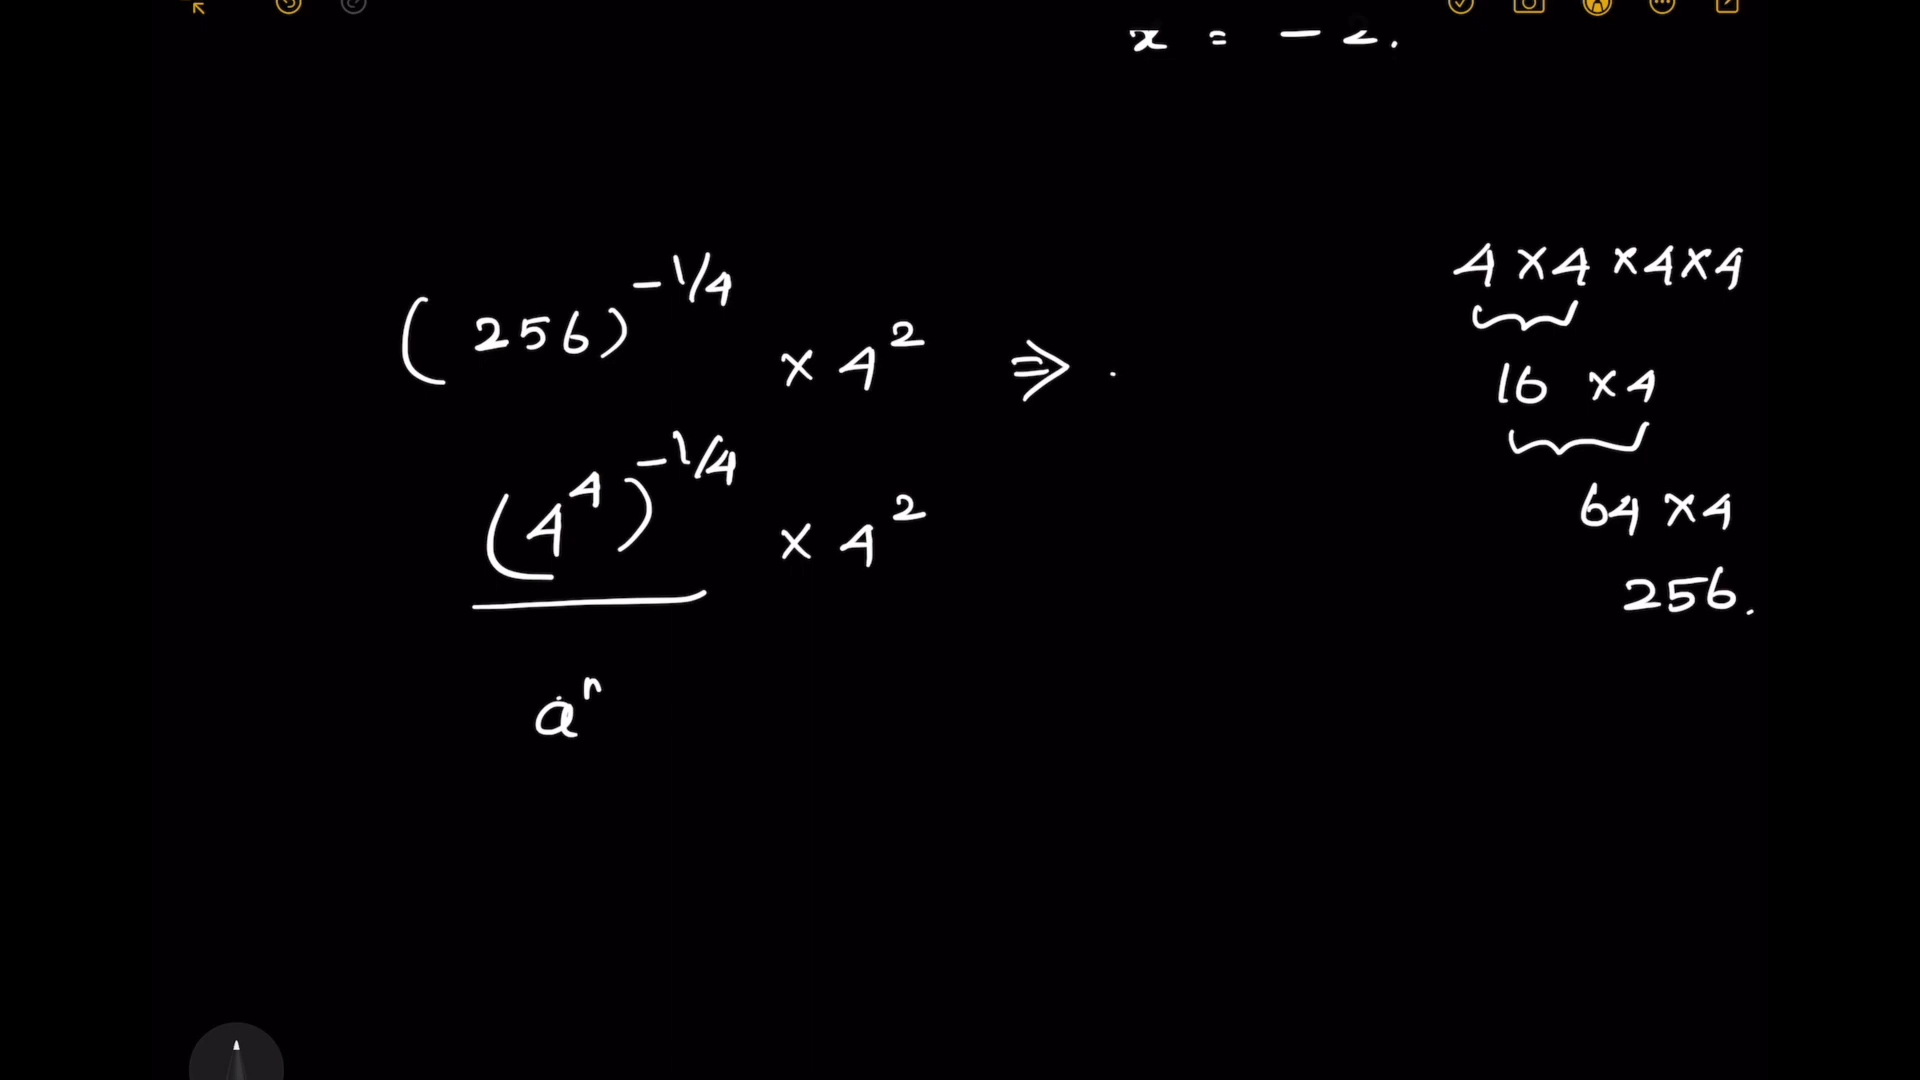 x = - 2.
(256)^{-1/4} × 4^2 ⇒ .
(4^4)^{-1/4} × 4^2
a^n
4 × 4 × 4 × 4
16 × 4
64 × 4
256.